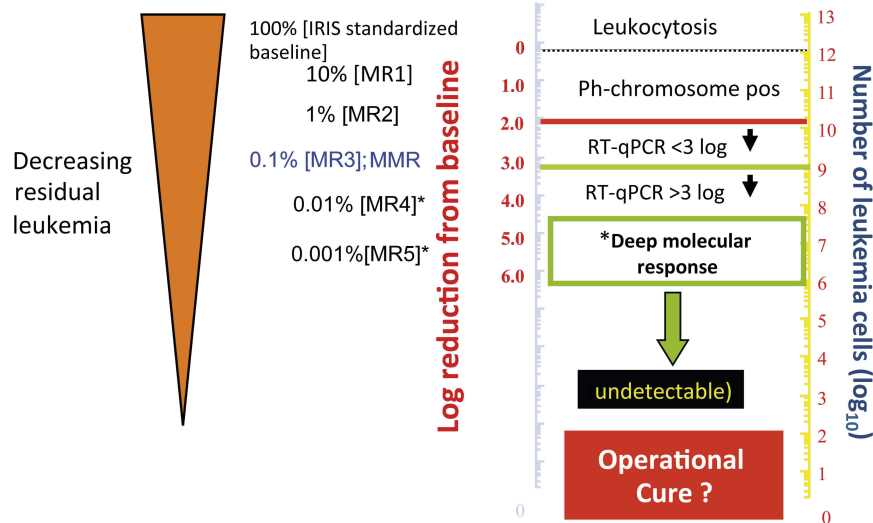 Decreasing
residual
leukemia
100% [IRIS standardized
baseline]
10% [MR1]
1% [MR2]
0.1% [MR3]; MMR
0.01% [MR4]*
0.001%[MR5]*
Log reduction from baseline
0
1.0
2.0
3.0
4.0
5.0
6.0
0
Leukocytosis
Ph-chromosome pos
RT-qPCR <3 log
RT-qPCR >3 log
*Deep molecular
response
undetectable)
Operational
Cure ?
13
12
11
10
9
8
7
6
5
4
3
2
1
0
Number of leukemia cells (log10)